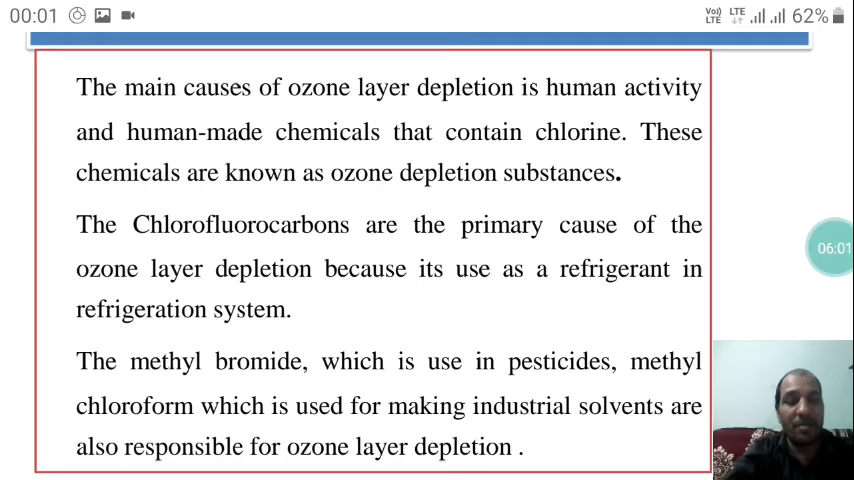 00:01
Vo))
LTE
LTE
62%
The main causes of ozone layer depletion is human activity
and human-made chemicals that contain chlorine. These
chemicals are known as ozone depletion substances.
The Chlorofluorocarbons are the primary cause of the
ozone layer depletion because its use as a refrigerant in
refrigeration system.
The methyl bromide, which is use in pesticides, methyl
chloroform which is used for making industrial solvents are
also responsible for ozone layer depletion .
06:01